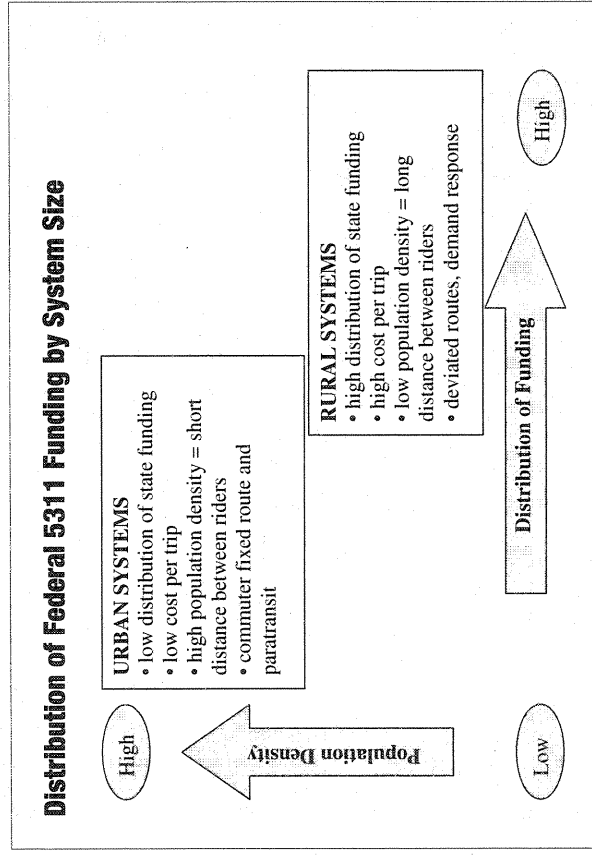 Distribution of Federal 5311 Funding by System Size
High
URBAN SYSTEMS
• low distribution of state funding
• low cost per trip
• high population density = short
distance between riders
• commuter fixed route and
paratransit
Population Density
RURAL SYSTEMS
• high distribution of state funding
• high cost per trip
• low population density = long
distance between riders
• deviated routes, demand response
Low
Distribution of Funding
High